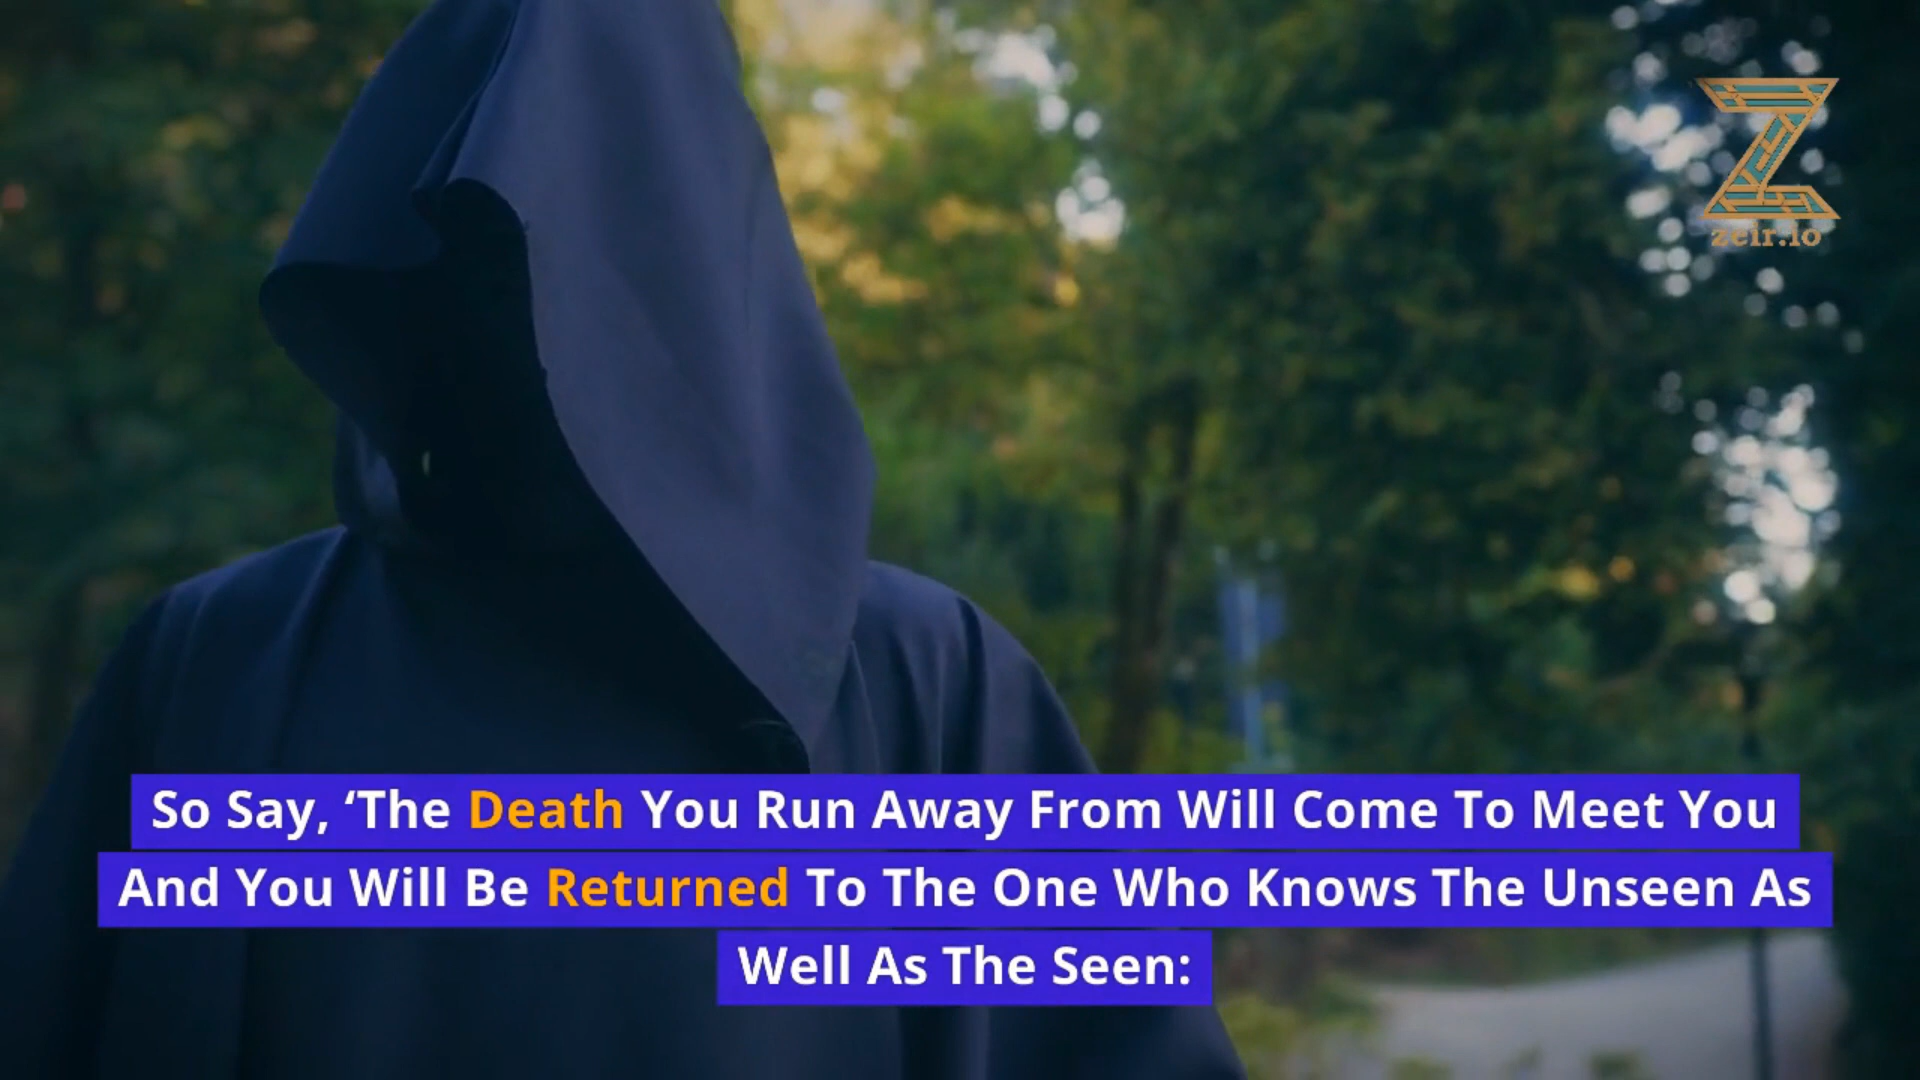 zeir.io
So Say, ‘The Death You Run Away From Will Come To Meet You
And You Will Be Returned To The One Who Knows The Unseen As
Well As The Seen: